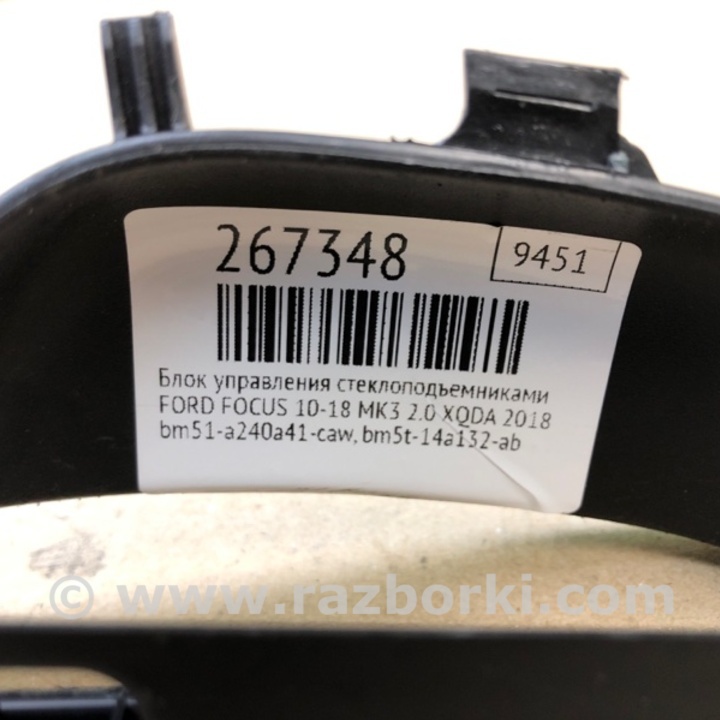 267348
9451
Блок управления стеклоподъемниками
FORD FOCUS 10-18 MK3 2.0 XQDA 2018
bm51-a240a41-caw, bm5t-14a132-ab
© www.razborki.com